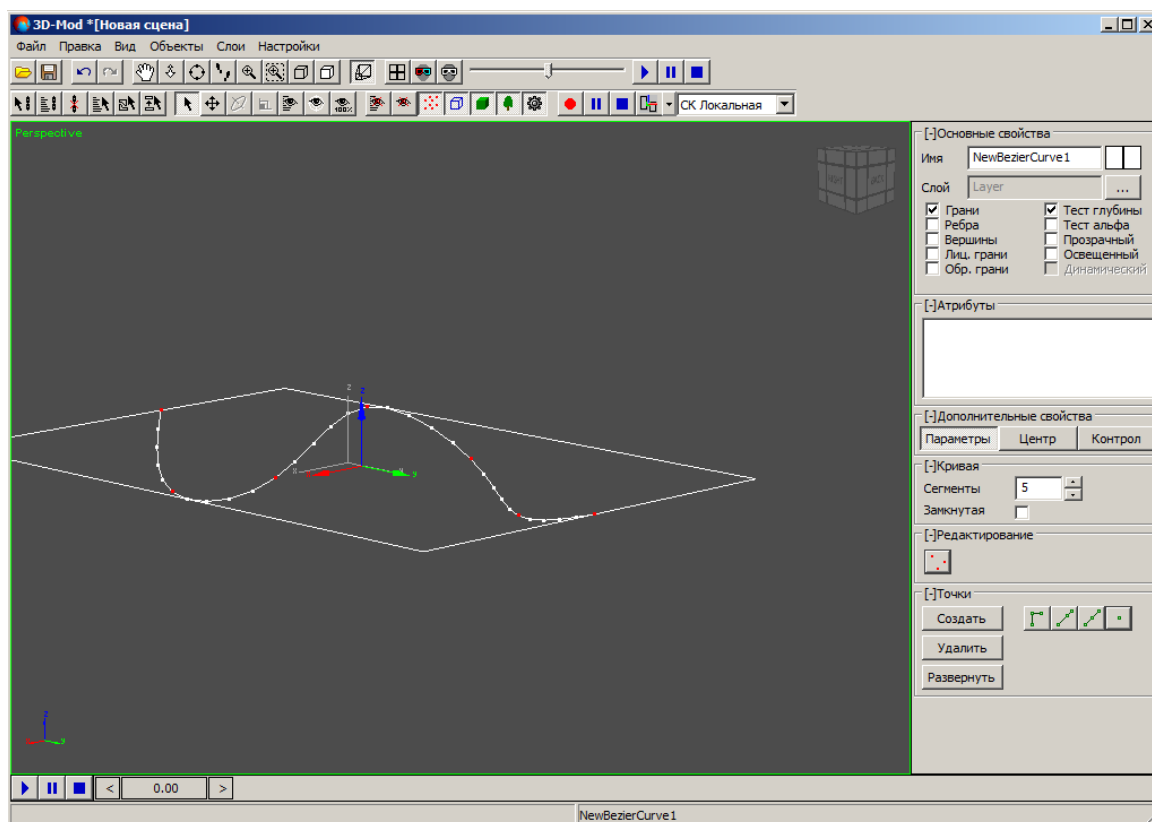 3D-Mod *[Новая сцена]
Файл Правка Вид Объекты Слои Настройки
100%
СК Локальная
Perspective
[-]Основные свойства
Имя NewBezierCurve1
Слой Layer ...
Грани Тест глубины
Ребра Тест альфа
Вершины Прозрачный
Лиц. грани Освещенный
Обр. грани Динамический
[-]Атрибуты
[-]Дополнительные свойства
Параметры Центр Контрол
[-]Кривая
Сегменты 5
Замкнутая
[-]Редактирование
[-]Точки
Создать
Удалить
Развернуть
z z
x y
z
y
< 0.00 >
NewBezierCurve1